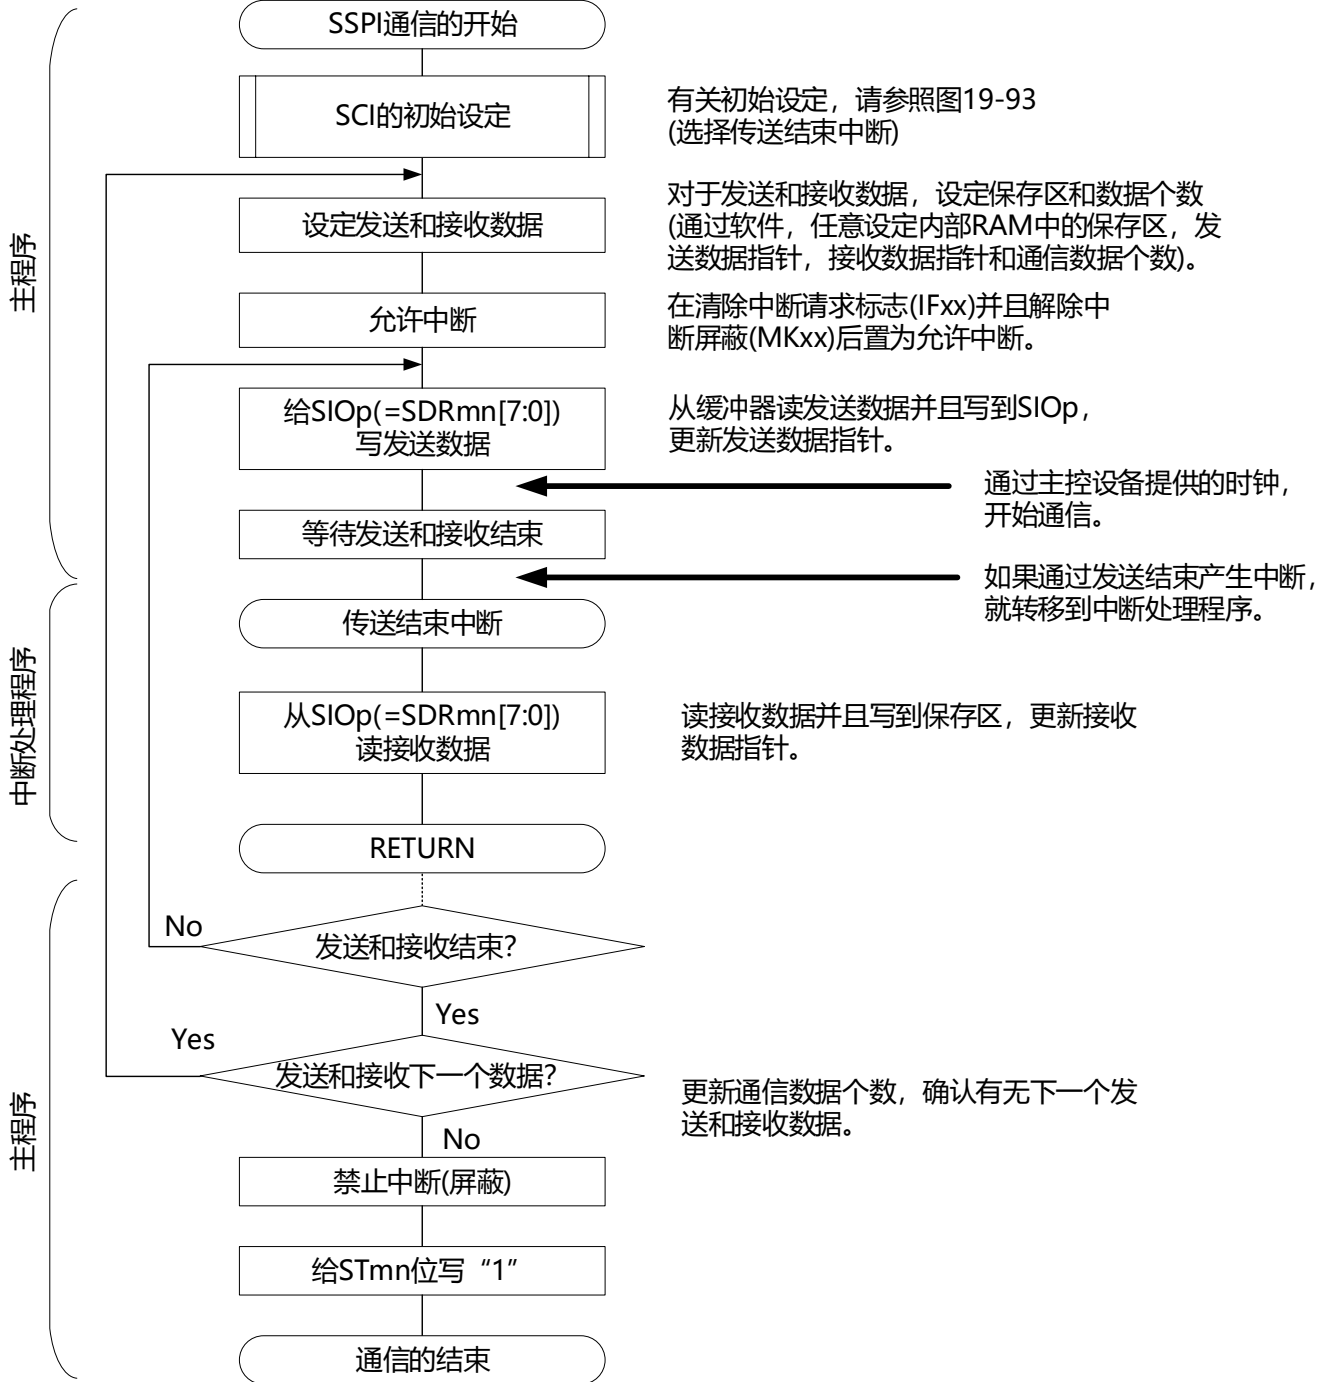 SSPI通信的开始
SCI的初始设定
有关初始设定，请参照图19-93
(选择传送结束中断)
主程序
设定发送和接收数据
对于发送和接收数据，设定保存区和数据个数
(通过软件，任意设定内部RAM中的保存区，发
送数据指针，接收数据指针和通信数据个数)。
允许中断
在清除中断请求标志(IFxx)并且解除中
断屏蔽(MKxx)后置为允许中断。
给SIOp(=SDRmn[7:0])
写发送数据
从缓冲器读发送数据并且写到SIOp，
更新发送数据指针。
通过主控设备提供的时钟，
开始通信。
等待发送和接收结束
如果通过发送结束产生中断，
就转移到中断处理程序。
中断处理程序
传送结束中断
从SIOp(=SDRmn[7:0])
读接收数据
读接收数据并且写到保存区，更新接收
数据指针。
RETURN
No
发送和接收结束？
Yes
Yes
发送和接收下一个数据？
更新通信数据个数，确认有无下一个发
送和接收数据。
主程序
No
禁止中断(屏蔽)
给STmn位写“1”
通信的结束